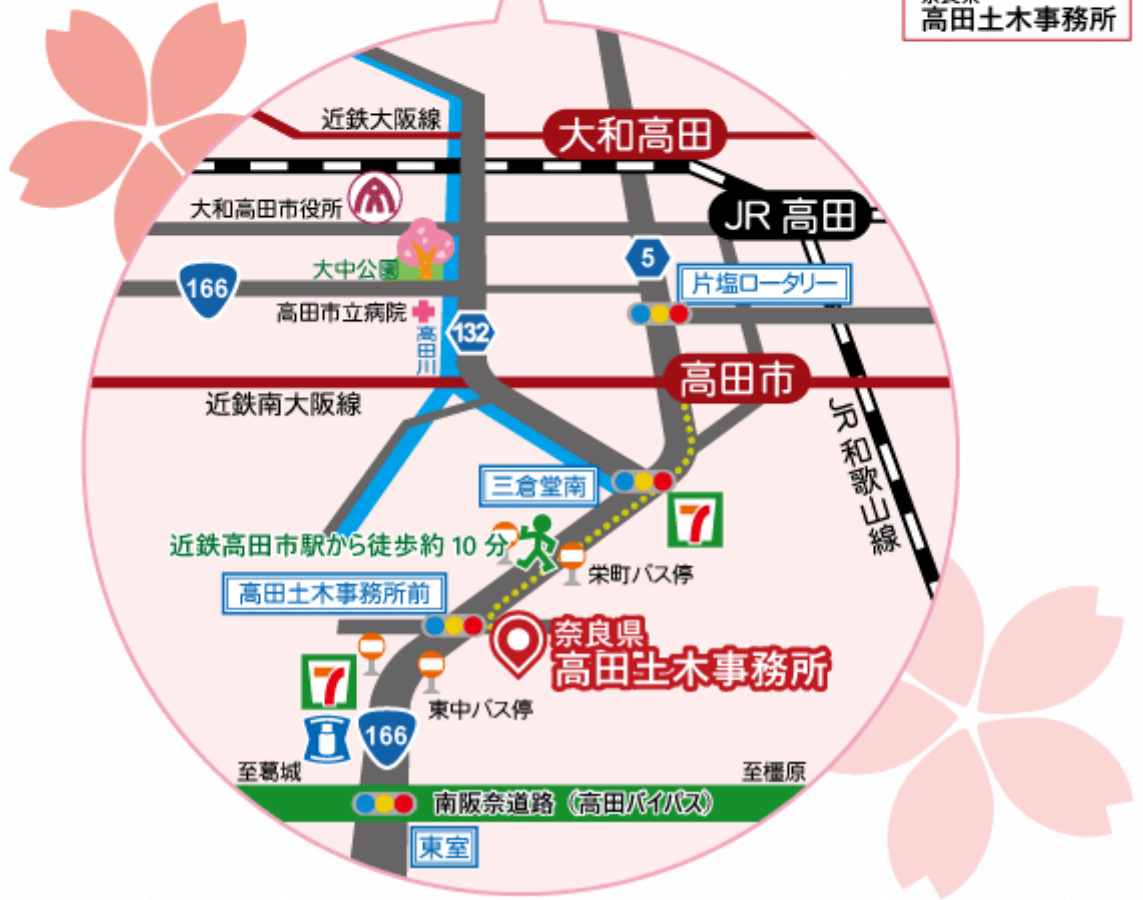 高田土木事務所
近鉄大阪線
大和高田
大和高田市役所
JR 高田
大中公園
5
片塩ロータリー
166
高田市立病院
132
高田川
高田市
近鉄南大阪線
JR和歌山線
三倉堂南
7
近鉄高田市駅から徒歩約 10 分
栄町バス停
高田土木事務所前
奈良県
高田土木事務所
7
東中バス停
166
至葛城
至橿原
南阪奈道路（高田バイパス）
東室